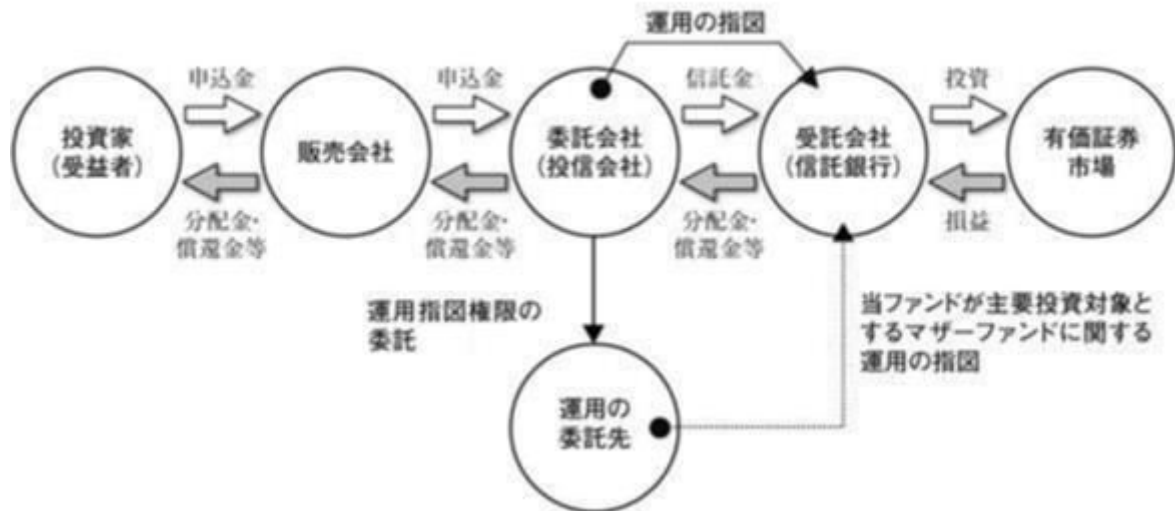 運用の指図
申込金
申込金
信託金
投資
投資家
(受益者)
販売会社
委託会社
(投信会社)
受託会社
(信託銀行)
有価証券
市場
分配金・
償還金等
分配金・
償還金等
分配金・
償還金等
損益
運用指図権限の
委託
当ファンドが主要投資対象と
するマザーファンドに関する
運用の指図
運用の
委託先